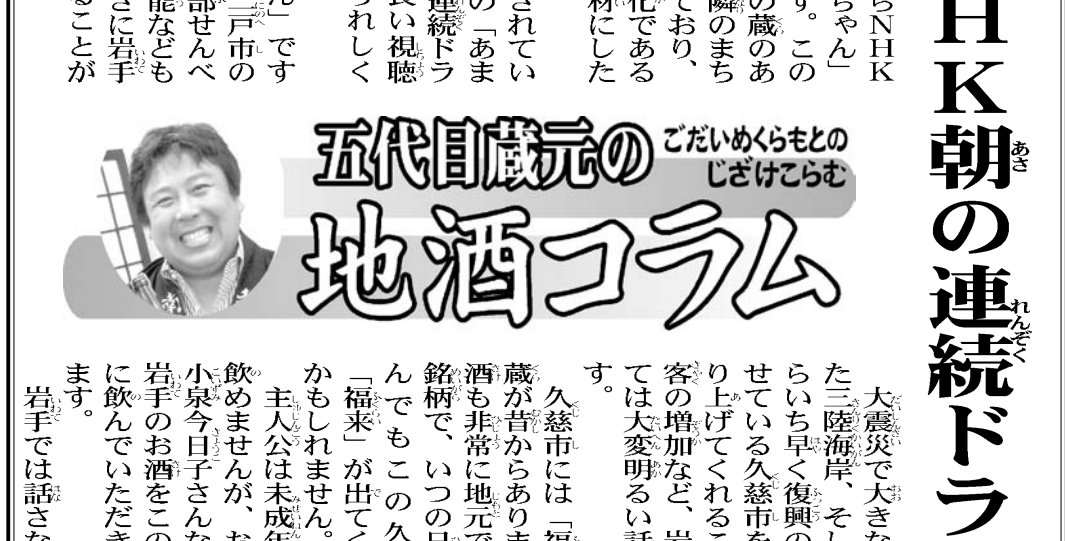 HK朝の連続ドラ
らNHK
ちゃん」
す。この
の蔵のあ
隣のまち
ており、
化である
材にした
されてい
の「あま
連続ドラ
良い視聴
うれしく
ん」です
二戸市の
部せんべ
能なども
さに岩手
ることが
五代目蔵元の
ごだいめくらもとの
じざけこらむ
地酒コラム
大震災で大きな
た三陸海岸、そし
らいち早く復興の
せている久慈市を
り上げてくれるこ
客の増加など、岩
ては大変明るい話
す。
久慈市には「福
蔵が昔からありま
酒も非常に地元で
銘柄で、いつの日
んでもこの久
「福来」が出てく
かもしれません。
主人公は未成年
飲めませんが、お
小泉今日子さんな
岩手のお酒をこの
に飲んでいただき
ます。
岩手では話さな